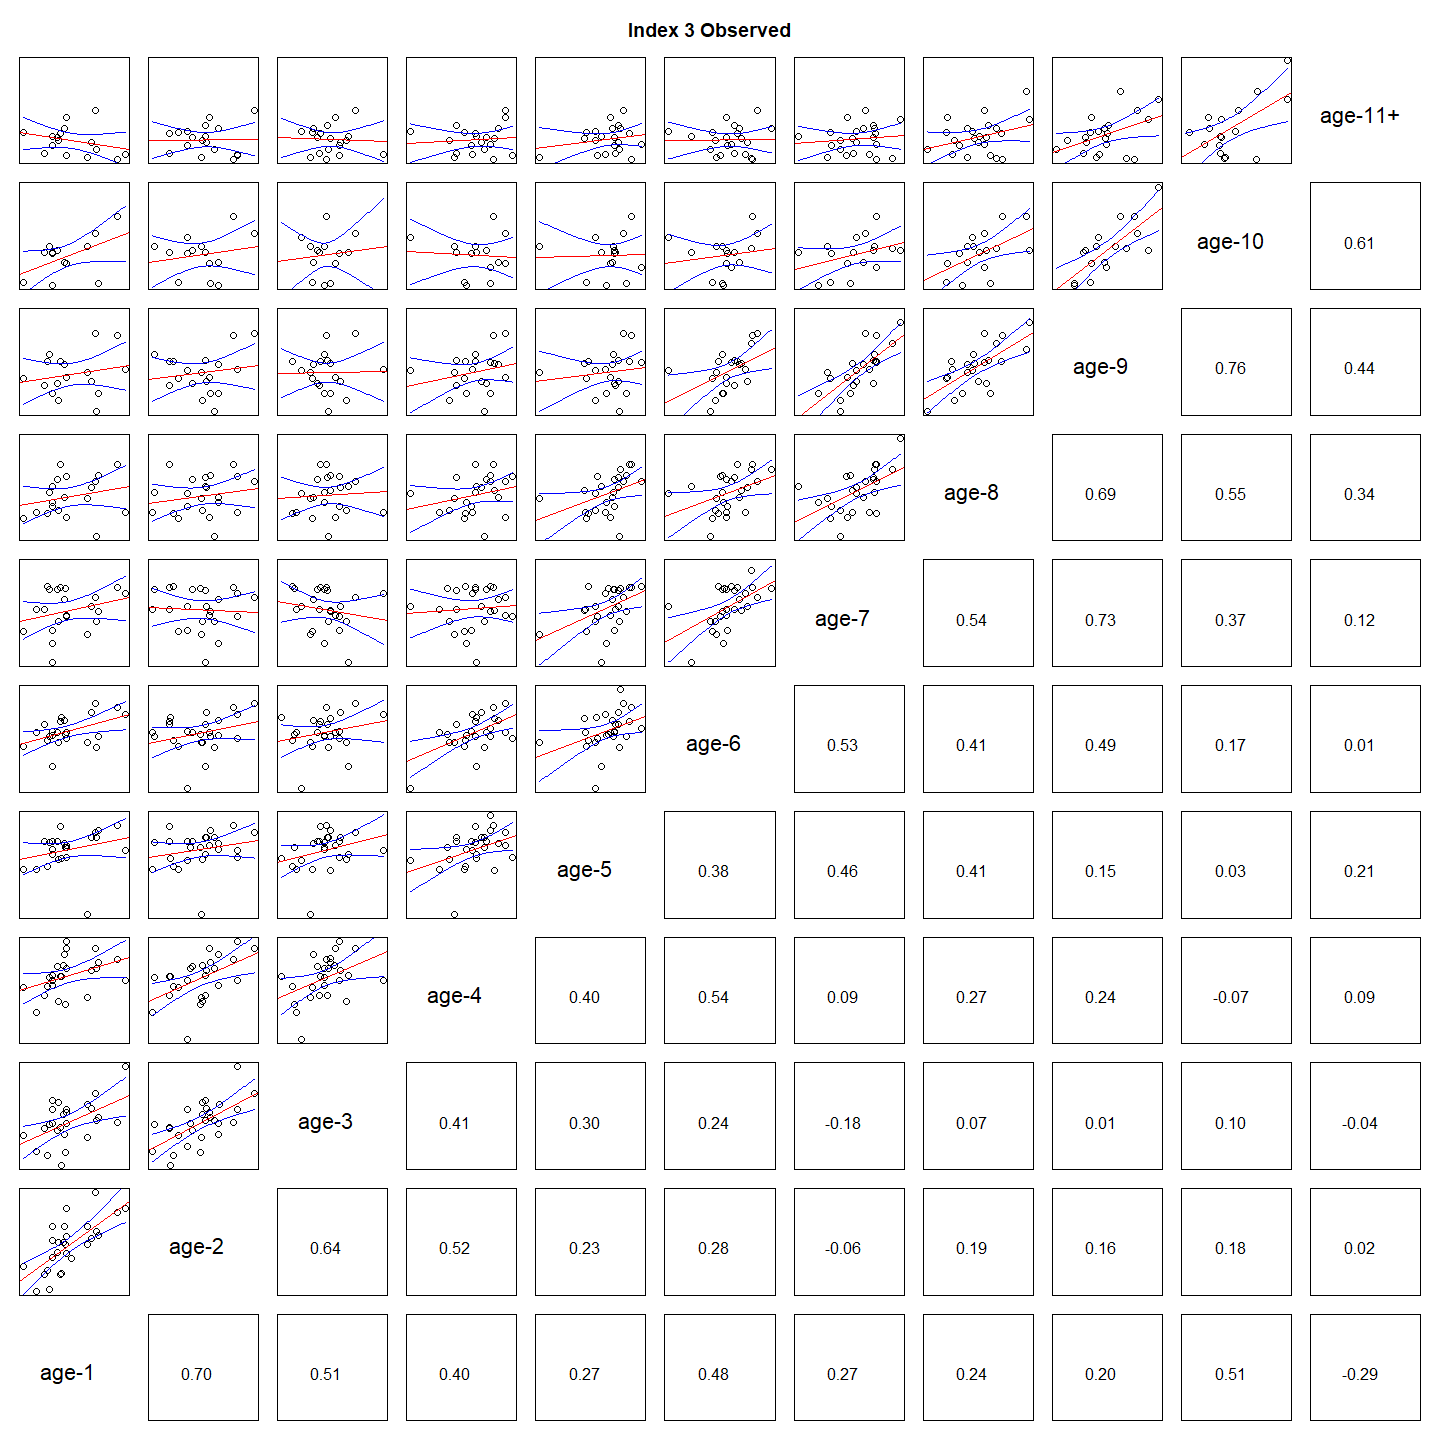 Index 3 Observed
age-11+
age-10 0.61
age-9 0.76 0.44
age-8 0.69 0.55 0.34
age-7 0.54 0.73 0.37 0.12
age-6 0.53 0.41 0.49 0.17 0.01
age-5 0.38 0.46 0.41 0.15 0.03 0.21
age-4 0.40 0.54 0.09 0.27 0.24 -0.07 0.09
age-3 0.41 0.30 0.24 -0.18 0.07 0.01 0.10 -0.04
age-2 0.64 0.52 0.23 0.28 -0.06 0.19 0.16 0.18 0.02
age-1 0.70 0.51 0.40 0.27 0.48 0.27 0.24 0.20 0.51 -0.29